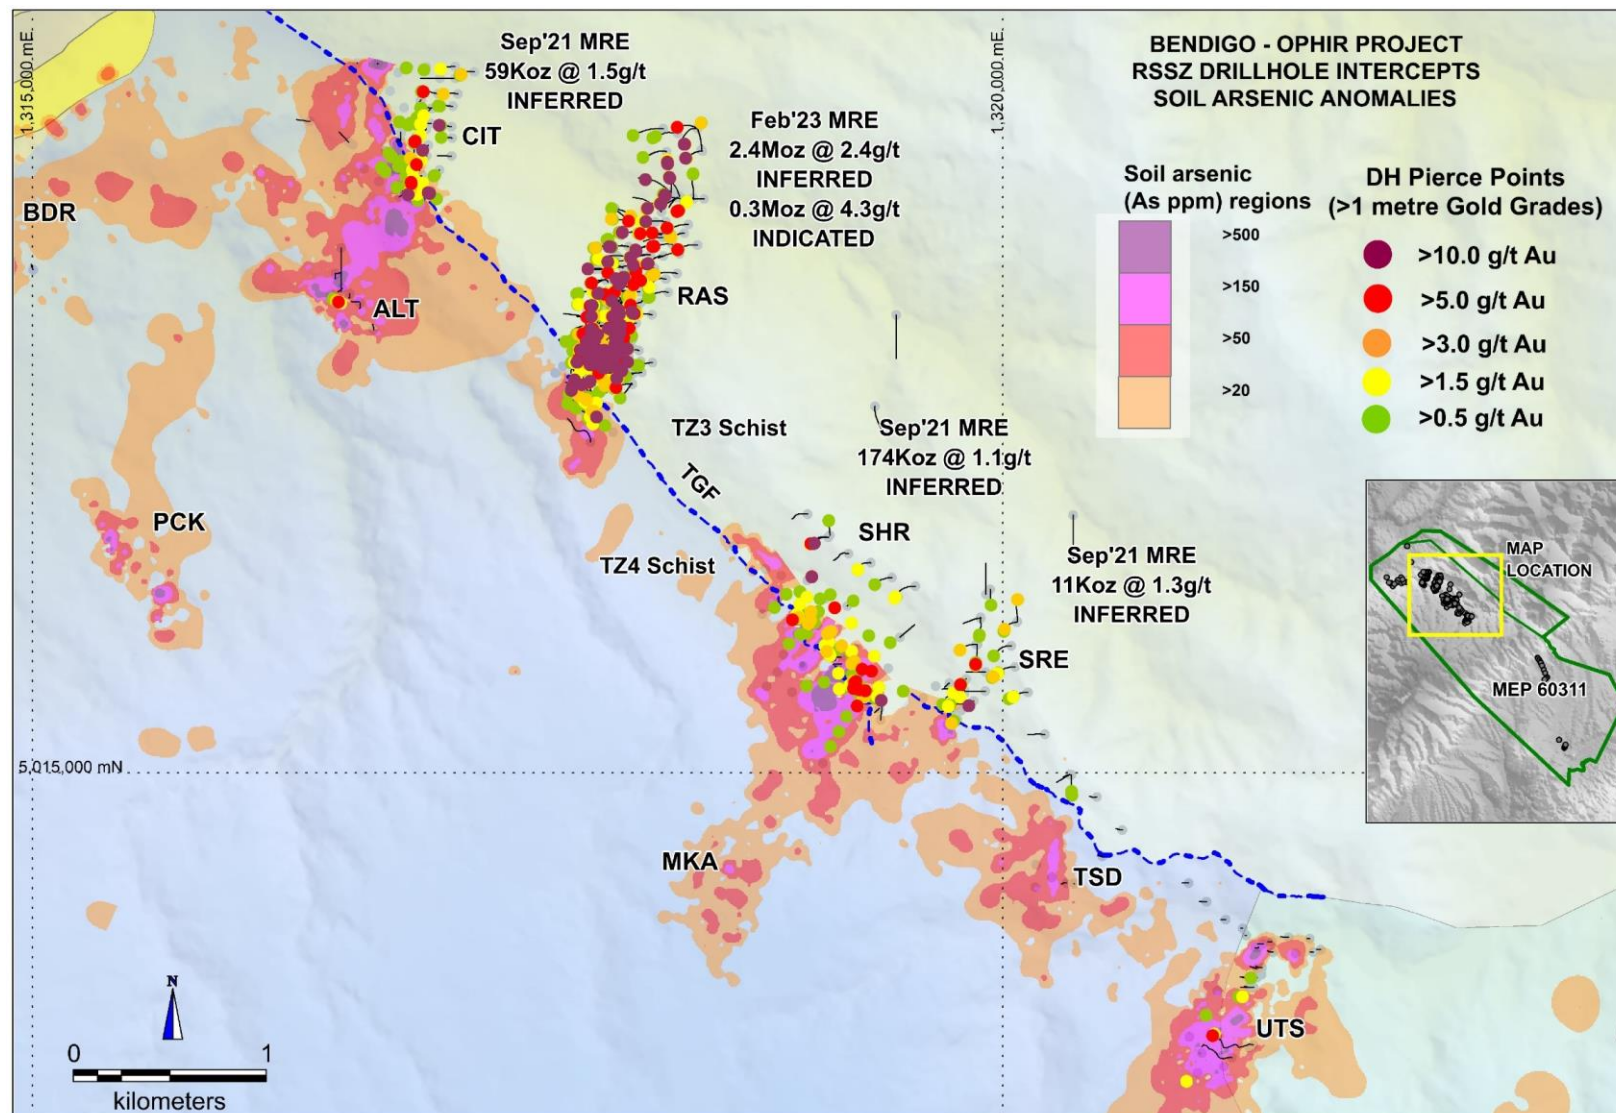 BENDIGO - OPHIR PROJECT
RSSZ DRILLHOLE INTERCEPTS
SOIL ARSENIC ANOMALIES
1,315,000 mE.
1,320,000 mE.
Sep'21 MRE
59Koz @ 1.5g/t
INFERRED
CIT
Feb'23 MRE
2.4Moz @ 2.4g/t
INFERRED
0.3Moz @ 4.3g/t
INDICATED
Soil arsenic
(As ppm) regions
>500
>150
>50
>20
DH Pierce Points
(>1 metre Gold Grades)
>10.0 g/t Au
>5.0 g/t Au
>3.0 g/t Au
>1.5 g/t Au
>0.5 g/t Au
BDR
ALT
RAS
TZ3 Schist
Sep'21 MRE
174Koz @ 1.1g/t
INFERRED
TGF
PCK
SHR
TZ4 Schist
Sep'21 MRE
11Koz @ 1.3g/t
INFERRED
MAP
LOCATION
MEP 60311
SRE
5,015,000 mN
MKA
TSD
UTS
N
0 1
kilometers